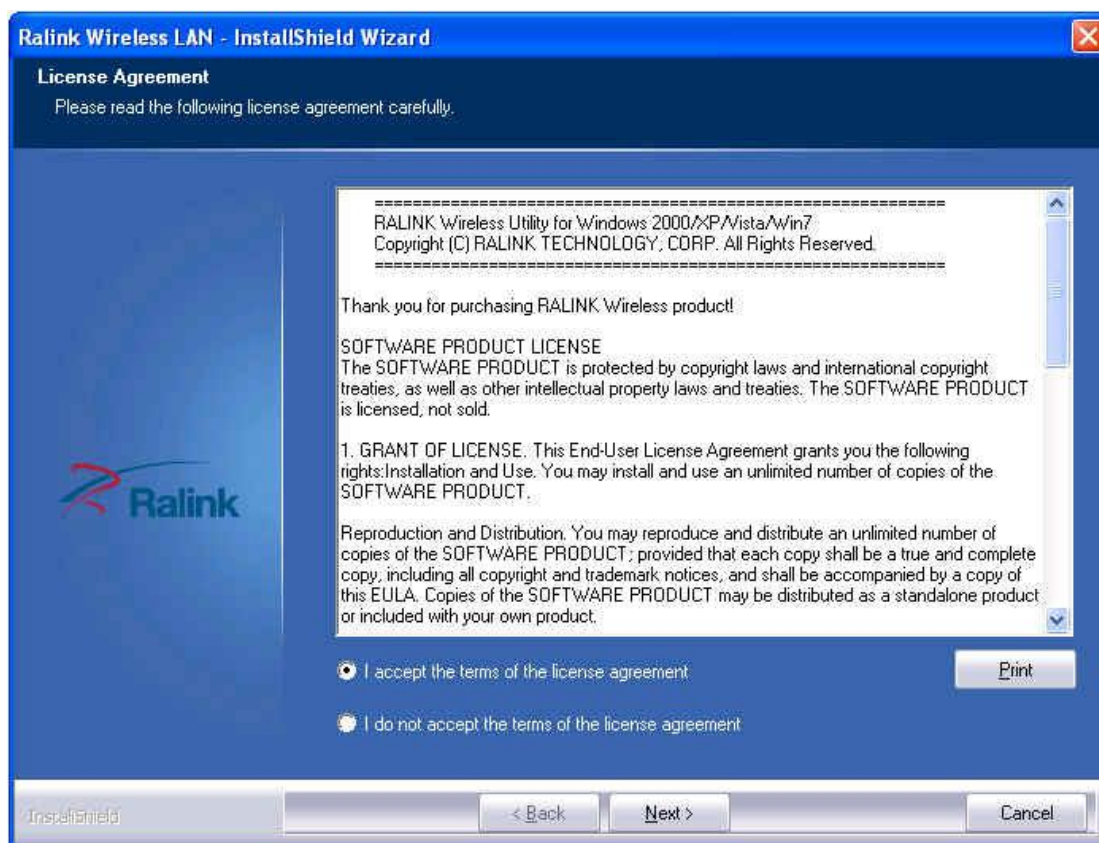 Ralink Wireless LAN - InstallShield Wizard
License Agreement
Please read the following license agreement carefully.
============================================================
RALINK Wireless Utility for Windows 2000/XP/Vista/Win7
Copyright (C) RALINK TECHNOLOGY, CORP. All Rights Reserved.
============================================================
Thank you for purchasing RALINK Wireless product!
SOFTWARE PRODUCT LICENSE
The SOFTWARE PRODUCT is protected by copyright laws and international copyright
treaties, as well as other intellectual property laws and treaties. The SOFTWARE PRODUCT
is licensed, not sold.
1. GRANT OF LICENSE. This End-User License Agreement grants you the following
rights:Installation and Use. You may install and use an unlimited number of copies of the
SOFTWARE PRODUCT.
Reproduction and Distribution. You may reproduce and distribute an unlimited number of
copies of the SOFTWARE PRODUCT; provided that each copy shall be a true and complete
copy, including all copyright and trademark notices, and shall be accompanied by a copy of
this EULA. Copies of the SOFTWARE PRODUCT may be distributed as a standalone product
or included with your own product.
Ralink
I accept the terms of the license agreement
Print
I do not accept the terms of the license agreement
InstallShield
< Back
Next >
Cancel